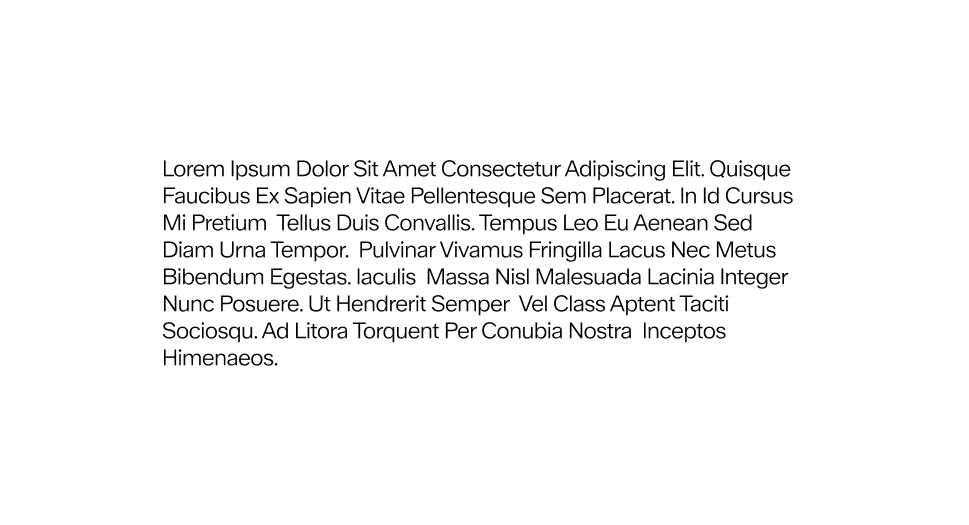 Lorem Ipsum Dolor Sit Amet Consectetur Adipiscing Elit. Quisque
Faucibus Ex Sapien Vitae Pellentesque Sem Placerat. In Id Cursus
Mi Pretium  Tellus Duis Convallis. Tempus Leo Eu Aenean Sed
Diam Urna Tempor.  Pulvinar Vivamus Fringilla Lacus Nec Metus
Bibendum Egestas. Iaculis  Massa Nisl Malesuada Lacinia Integer
Nunc Posuere. Ut Hendrerit Semper  Vel Class Aptent Taciti
Sociosqu. Ad Litora Torquent Per Conubia Nostra  Inceptos
Himenaeos.